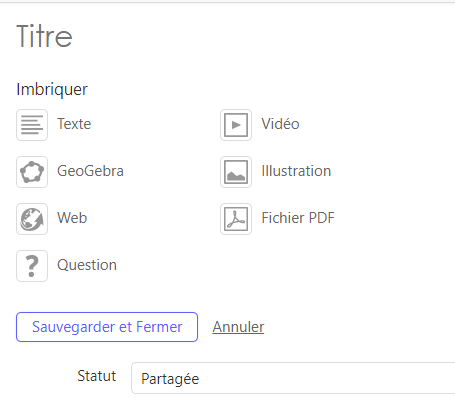 Titre
Imbriquer
Texte
Vidéo
GeoGebra
Illustration
Web
Fichier PDF
? Question
Sauvegarder et Fermer Annuler
Statut Partagée